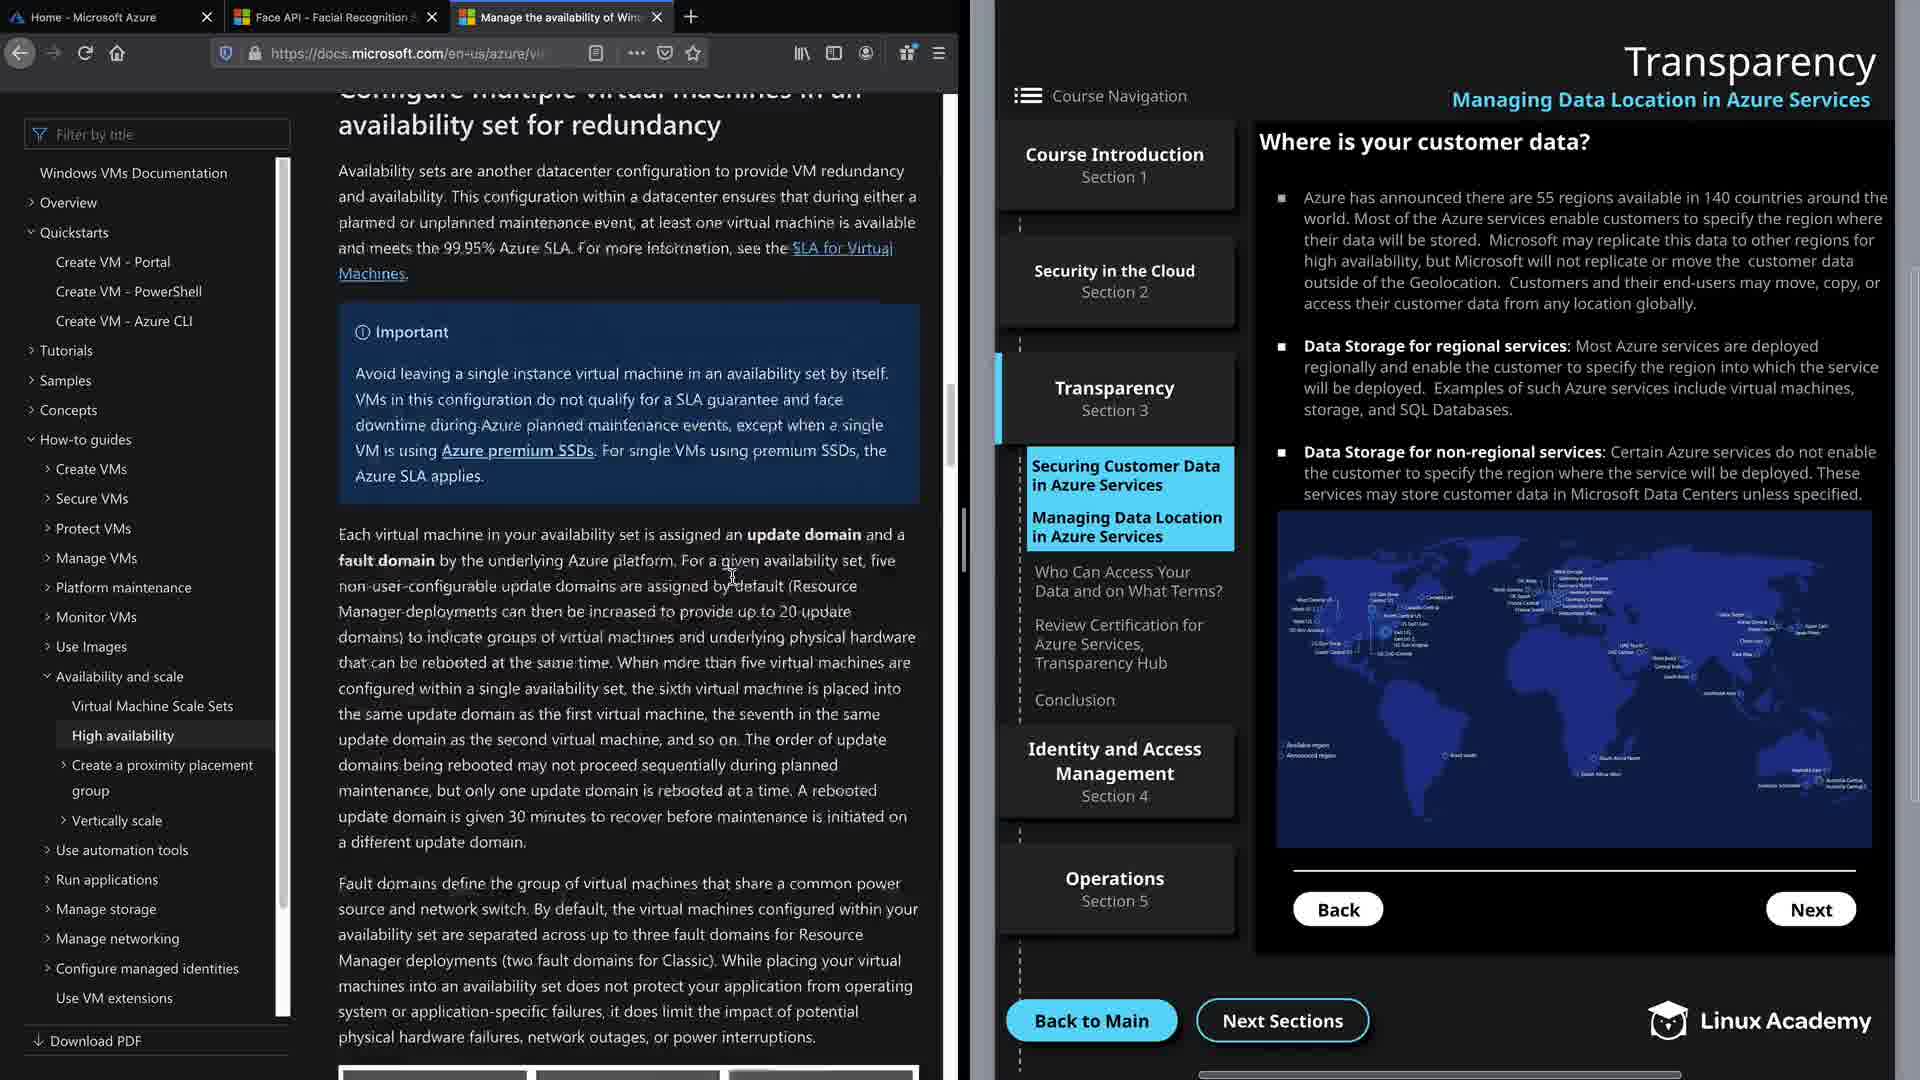 Home - Microsoft Azure
Face API - Facial Recognition S
Manage the availability of Wind
https://docs.microsoft.com/en-us/azure/vi
Filter by title
Windows VMs Documentation
Overview
Quickstarts
Create VM - Portal
Create VM - PowerShell
Create VM - Azure CLI
Tutorials
Samples
Concepts
How-to guides
Create VMs
Secure VMs
Protect VMs
Manage VMs
Platform maintenance
Monitor VMs
Use Images
Availability and scale
Virtual Machine Scale Sets
High availability
Create a proximity placement
group
Vertically scale
Use automation tools
Run applications
Manage storage
Manage networking
Configure managed identities
Use VM extensions
Download PDF
Configure multiple virtual machines in an
availability set for redundancy
Availability sets are another datacenter configuration to provide VM redundancy
and availability. This configuration within a datacenter ensures that during either a
planned or unplanned maintenance event, at least one virtual machine is available
and meets the 99.95% Azure SLA. For more information, see the SLA for Virtual
Machines.
Important
Avoid leaving a single instance virtual machine in an availability set by itself.
VMs in this configuration do not qualify for a SLA guarantee and face
downtime during Azure planned maintenance events, except when a single
VM is using Azure premium SSDs. For single VMs using premium SSDs, the
Azure SLA applies.
Each virtual machine in your availability set is assigned an update domain and a
fault domain by the underlying Azure platform. For a given availability set, five
non-user-configurable update domains are assigned by default (Resource
Manager deployments can then be increased to provide up to 20 update
domains) to indicate groups of virtual machines and underlying physical hardware
that can be rebooted at the same time. When more than five virtual machines are
configured within a single availability set, the sixth virtual machine is placed into
the same update domain as the first virtual machine, the seventh in the same
update domain as the second virtual machine, and so on. The order of update
domains being rebooted may not proceed sequentially during planned
maintenance, but only one update domain is rebooted at a time. A rebooted
update domain is given 30 minutes to recover before maintenance is initiated on
a different update domain.
Fault domains define the group of virtual machines that share a common power
source and network switch. By default, the virtual machines configured within your
availability set are separated across up to three fault domains for Resource
Manager deployments (two fault domains for Classic). While placing your virtual
machines into an availability set does not protect your application from operating
system or application-specific failures, it does limit the impact of potential
physical hardware failures, network outages, or power interruptions.
Transparency
Managing Data Location in Azure Services
Course Navigation
Course Introduction
Section 1
Security in the Cloud
Section 2
Transparency
Section 3
Securing Customer Data
in Azure Services
Managing Data Location
in Azure Services
Who Can Access Your
Data and on What Terms?
Review Certification for
Azure Services,
Transparency Hub
Conclusion
Identity and Access
Management
Section 4
Operations
Section 5
Where is your customer data?
Azure has announced there are 55 regions available in 140 countries around the
world. Most of the Azure services enable customers to specify the region where
their data will be stored. Microsoft may replicate this data to other regions for
high availability, but Microsoft will not replicate or move the customer data
outside of the Geolocation. Customers and their end-users may move, copy, or
access their customer data from any location globally.
Data Storage for regional services: Most Azure services are deployed
regionally and enable the customer to specify the region into which the service
will be deployed. Examples of such Azure services include virtual machines,
storage, and SQL Databases.
Data Storage for non-regional services: Certain Azure services do not enable
the customer to specify the region where the service will be deployed. These
services may store customer data in Microsoft Data Centers unless specified.
Available region
Announced region
Brazil South
South Africa North
South Africa West
Back
Next
Back to Main
Next Sections
Linux Academy